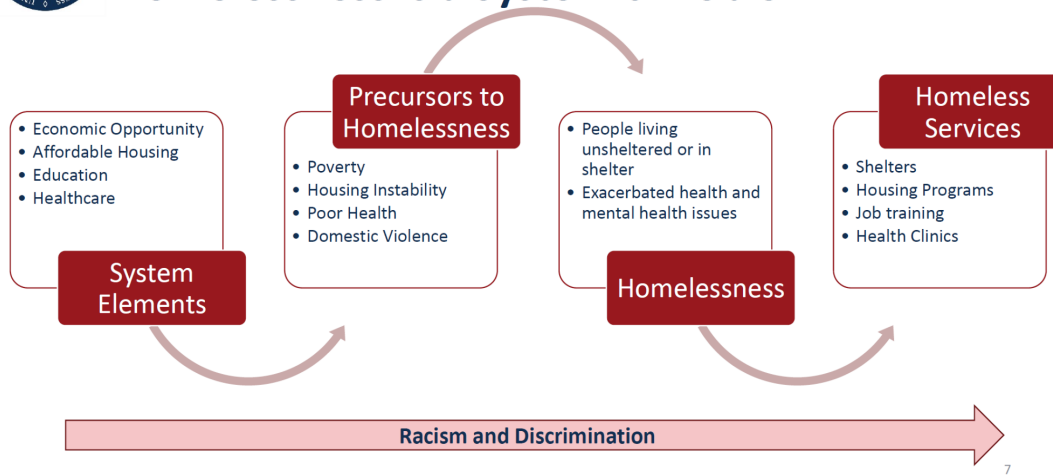 • Economic Opportunity
• Affordable Housing
• Education
• Healthcare
System
Elements
Precursors to
Homelessness
• Poverty
• Housing Instability
• Poor Health
• Domestic Violence
• People living
unsheltered or in
shelter
• Exacerbated health and
mental health issues
Homelessness
Homeless
Services
• Shelters
• Housing Programs
• Job training
• Health Clinics
Racism and Discrimination
7